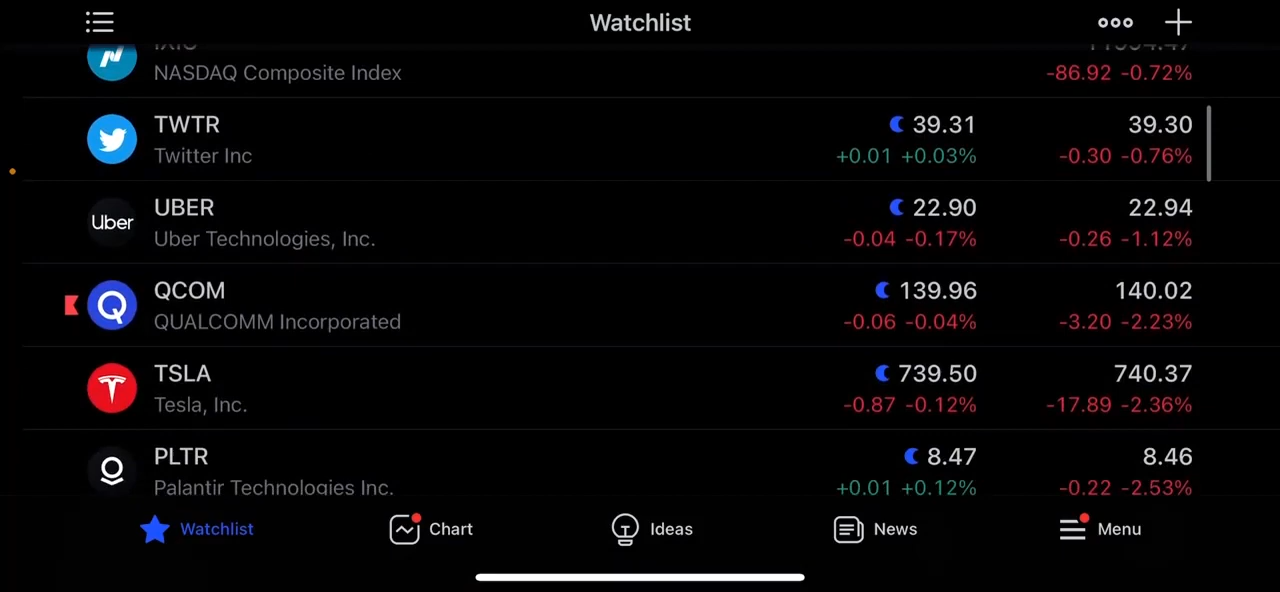 Watchlist
IXIC
NASDAQ Composite Index -86.92 -0.72%
TWTR 39.31 39.30
Twitter Inc +0.01 +0.03% -0.30 -0.76%
Uber
UBER 22.90 22.94
Uber Technologies, Inc. -0.04 -0.17% -0.26 -1.12%
QCOM 139.96 140.02
QUALCOMM Incorporated -0.06 -0.04% -3.20 -2.23%
TSLA 739.50 740.37
Tesla, Inc. -0.87 -0.12% -17.89 -2.36%
PLTR 8.47 8.46
Palantir Technologies Inc. +0.01 +0.12% -0.22 -2.53%
Watchlist Chart Ideas News Menu